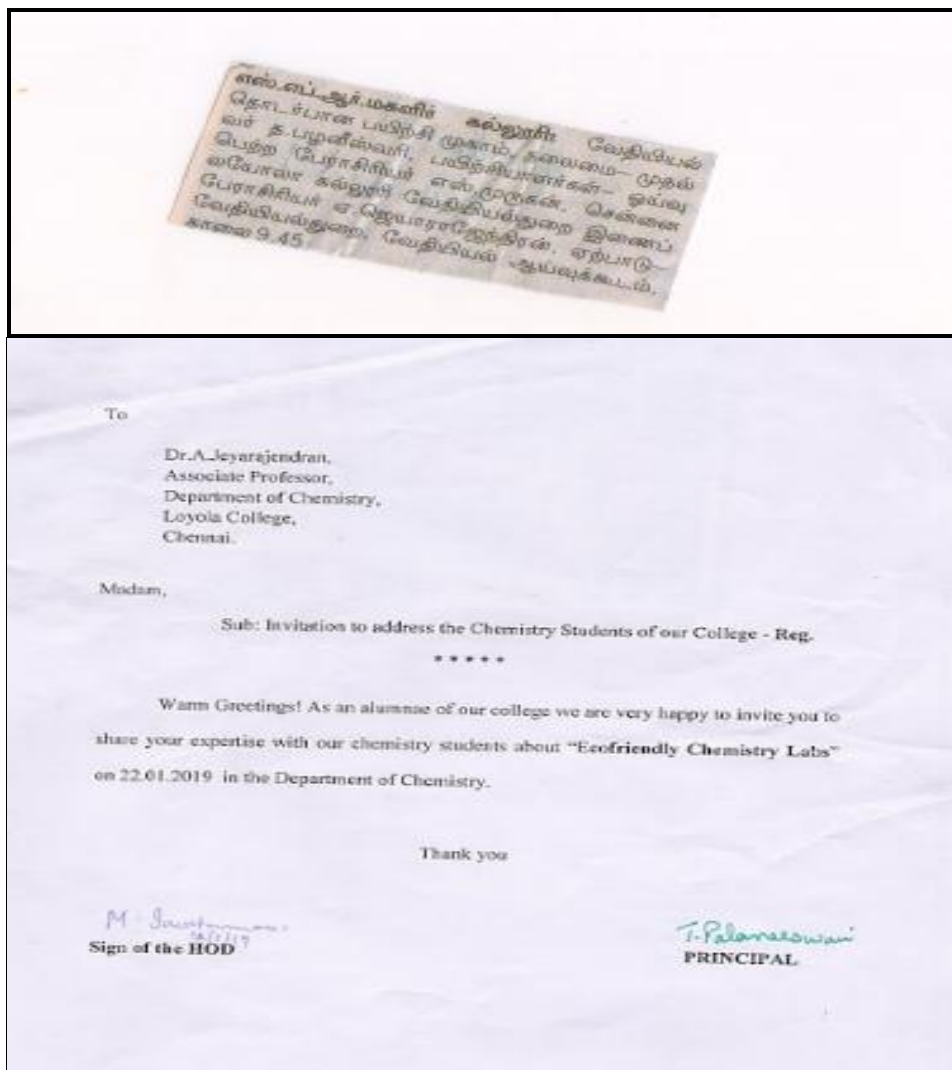 எஸ்.எப்.ஆர்.மகளிர் கல்லூரி: வேதியியல்
தொடர்பான பயிற்சி முகாம், தலைமை– முதல்
வர் த.பழனீஸ்வரி, பயிற்சியாளர்கள்– ஓய்வு
பெற்ற பேராசிரியர் எஸ்.முருகன், சென்னை
லயோலா கல்லூரி வேதியியல்துறை இணைப்
பேராசிரியர் ஏ.ஜெயாராஜேந்திரன், ஏற்பாடு–
வேதியியல்துறை, வேதியியல் ஆய்வுக்கூடம்,
காலை 9.45
To
Dr.A.Jeyarajendran,
Associate Professor,
Department of Chemistry,
Loyola College,
Chennai.
Madam,
Sub: Invitation to address the Chemistry Students of our College - Reg.
*****
Warm Greetings! As an alumnae of our college we are very happy to invite you to
share your expertise with our chemistry students about “Ecofriendly Chemistry Labs”
on 22.01.2019 in the Department of Chemistry.
Thank you
M.
Sign of the HOD
T.Palaneeswari
PRINCIPAL